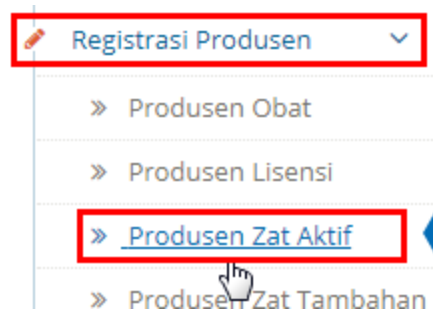 Registrasi Produsen
» Produsen Obat
» Produsen Lisensi
» Produsen Zat Aktif
» Produsen Zat Tambahan